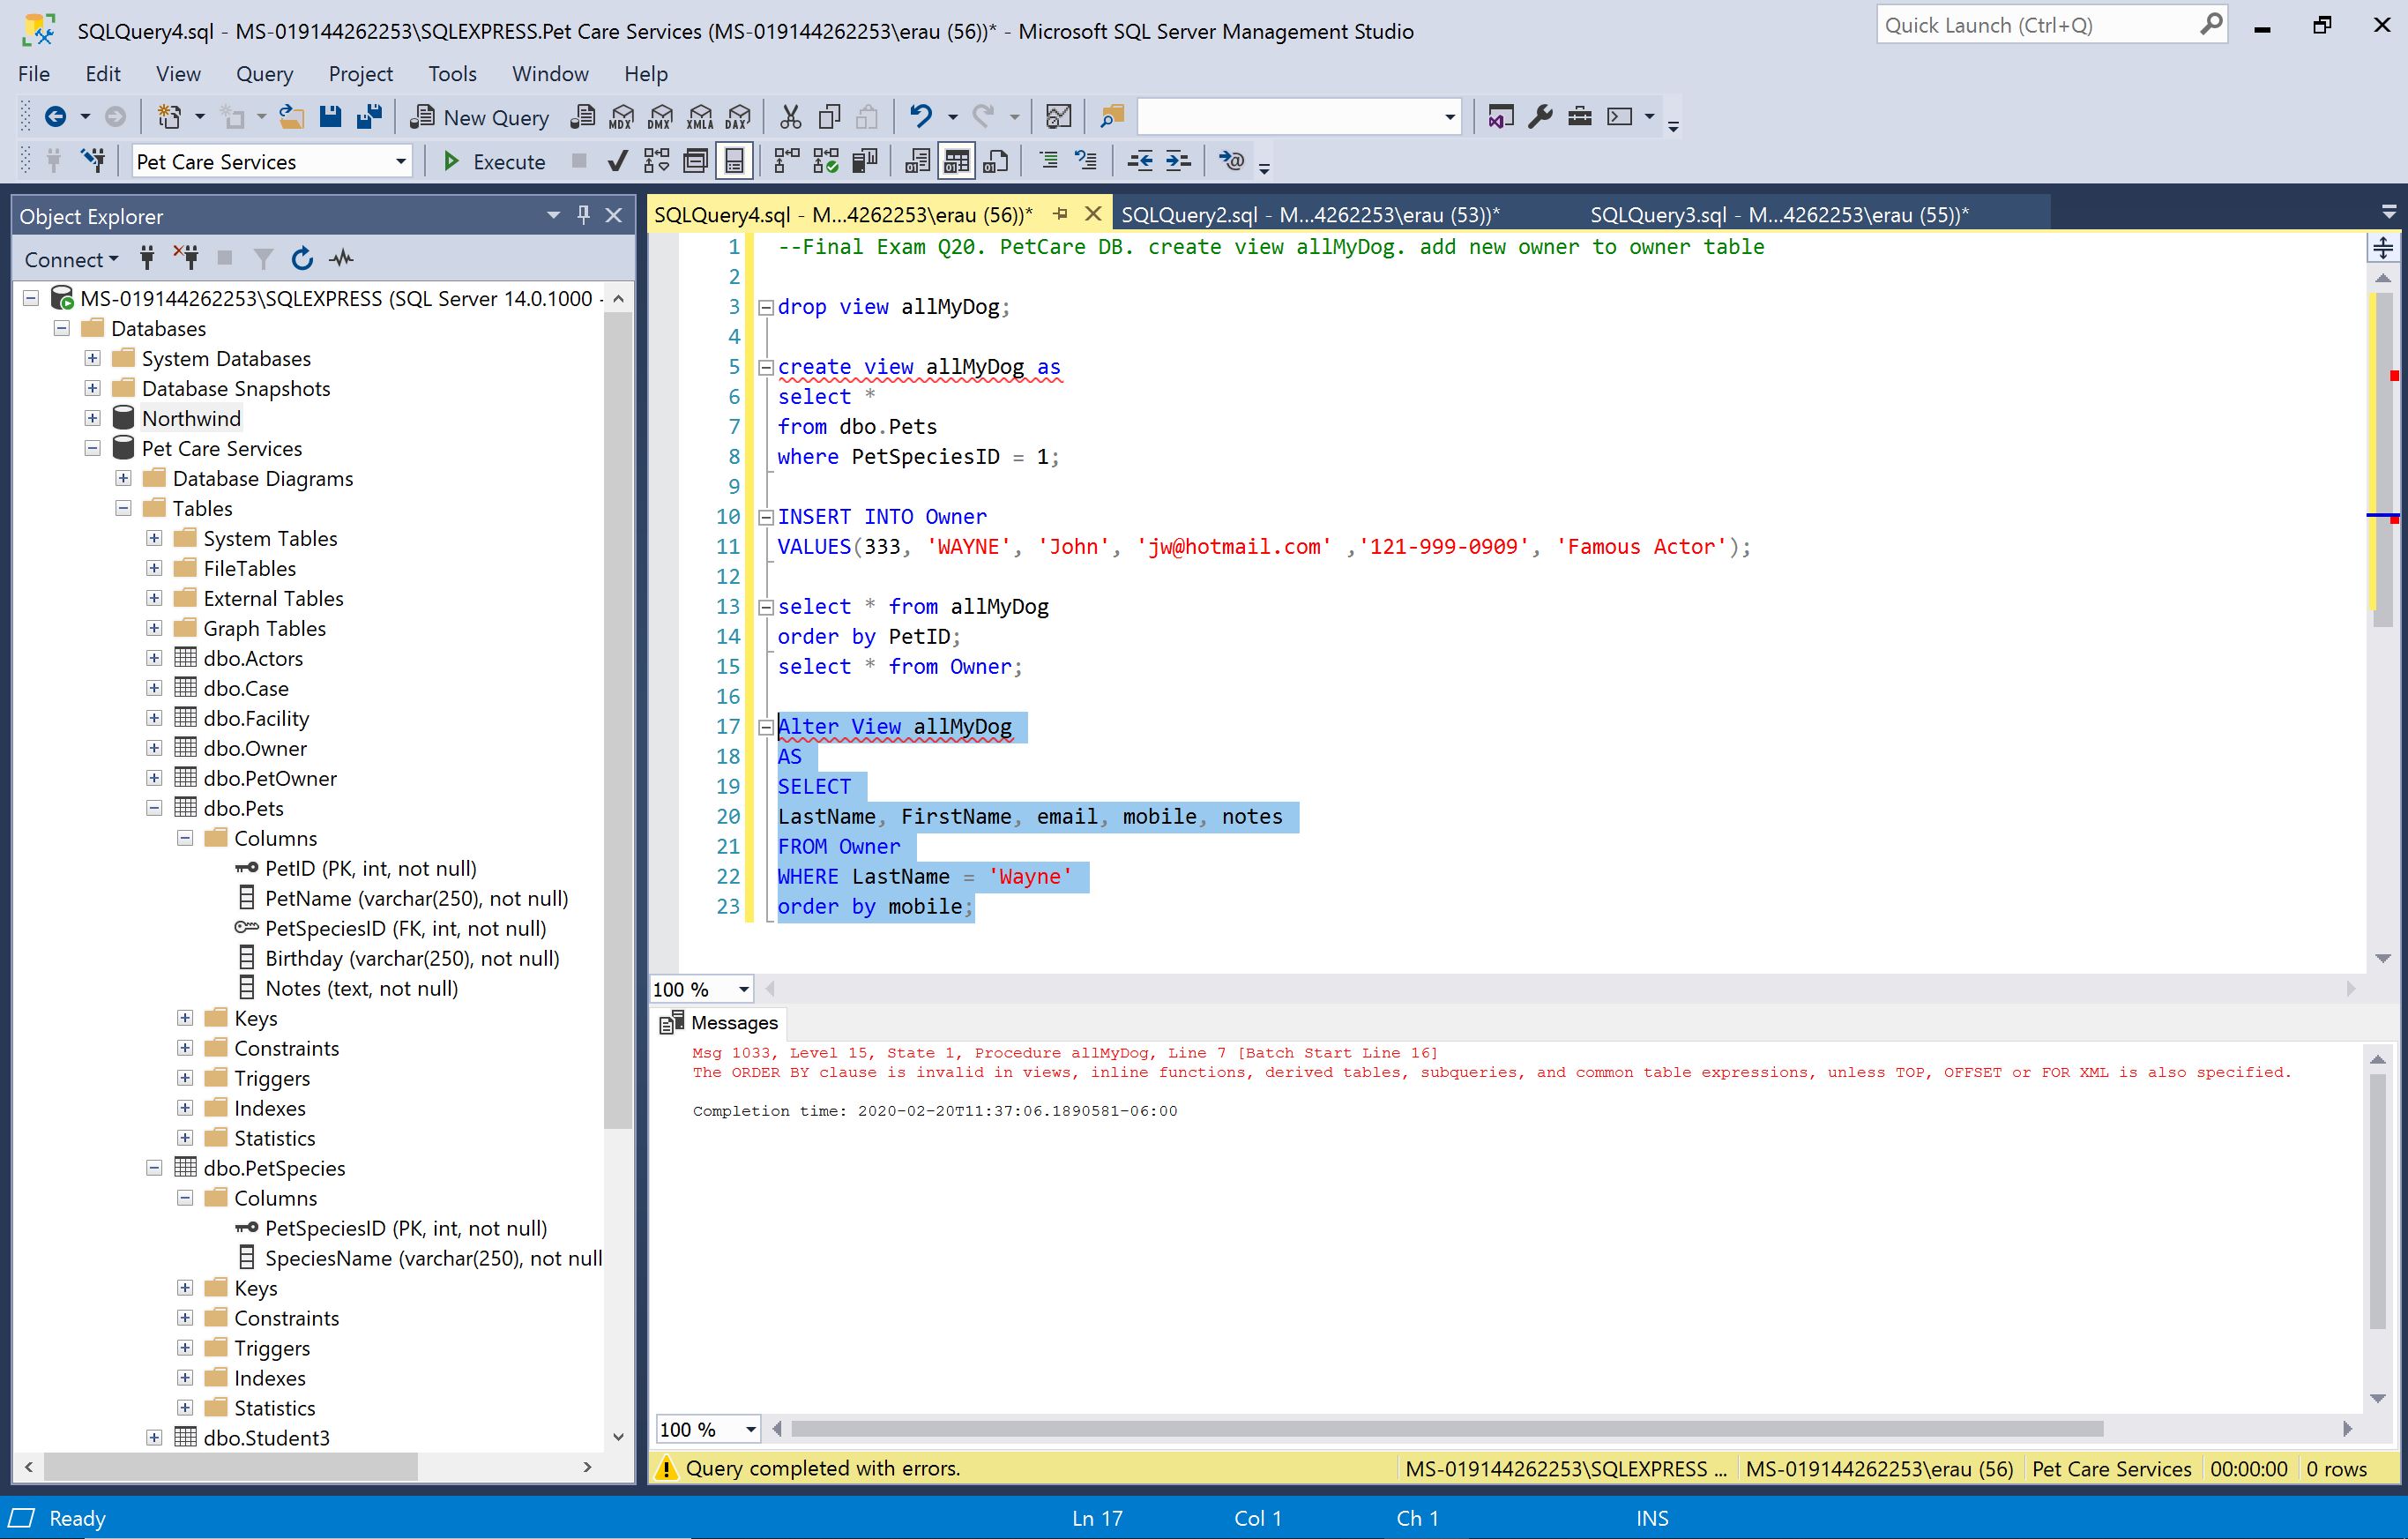 SQLQuery4.sql - MS-019144262253\SQLEXPRESS.Pet Care Services (MS-019144262253\erau (56))* - Microsoft SQL Server Management Studio
Quick Launch (Ctrl+Q)
File Edit View Query Project Tools Window Help
New Query MDX DMX XMLA DAX
Pet Care Services Execute
Object Explorer
Connect
MS-019144262253\SQLEXPRESS (SQL Server 14.0.1000 -
Databases
System Databases
Database Snapshots
Northwind
Pet Care Services
Database Diagrams
Tables
System Tables
FileTables
External Tables
Graph Tables
dbo.Actors
dbo.Case
dbo.Facility
dbo.Owner
dbo.PetOwner
dbo.Pets
Columns
PetID (PK, int, not null)
PetName (varchar(250), not null)
PetSpeciesID (FK, int, not null)
Birthday (varchar(250), not null)
Notes (text, not null)
Keys
Constraints
Triggers
Indexes
Statistics
dbo.PetSpecies
Columns
PetSpeciesID (PK, int, not null)
SpeciesName (varchar(250), not null
Keys
Constraints
Triggers
Indexes
Statistics
dbo.Student3
SQLQuery4.sql - M...4262253\erau (56))* SQLQuery2.sql - M...4262253\erau (53))* SQLQuery3.sql - M...4262253\erau (55))*
1 --Final Exam Q20. PetCare DB. create view allMyDog. add new owner to owner table
2
3 drop view allMyDog;
4
5 create view allMyDog as
6 select *
7 from dbo.Pets
8 where PetSpeciesID = 1;
9
10 INSERT INTO Owner
11 VALUES(333, 'WAYNE', 'John', 'jw@hotmail.com' ,'121-999-0909', 'Famous Actor');
12
13 select * from allMyDog
14 order by PetID;
15 select * from Owner;
16
17 Alter View allMyDog
18 AS
19 SELECT
20 LastName, FirstName, email, mobile, notes
21 FROM Owner
22 WHERE LastName = 'Wayne'
23 order by mobile;
100 %
Messages
Msg 1033, Level 15, State 1, Procedure allMyDog, Line 7 [Batch Start Line 16]
The ORDER BY clause is invalid in views, inline functions, derived tables, subqueries, and common table expressions, unless TOP, OFFSET or FOR XML is also specified.
Completion time: 2020-02-20T11:37:06.1890581-06:00
100 %
Query completed with errors. MS-019144262253\SQLEXPRESS ... MS-019144262253\erau (56) Pet Care Services 00:00:00 0 rows
Ready Ln 17 Col 1 Ch 1 INS